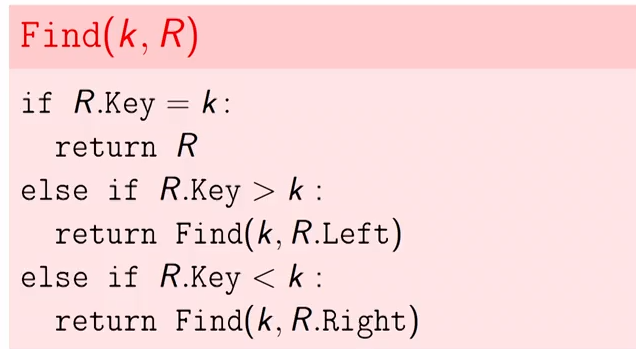 Find(k, R)
if R.Key = k:
return R
else if R.Key > k :
return Find(k, R.Left)
else if R.Key < k :
return Find(k, R.Right)